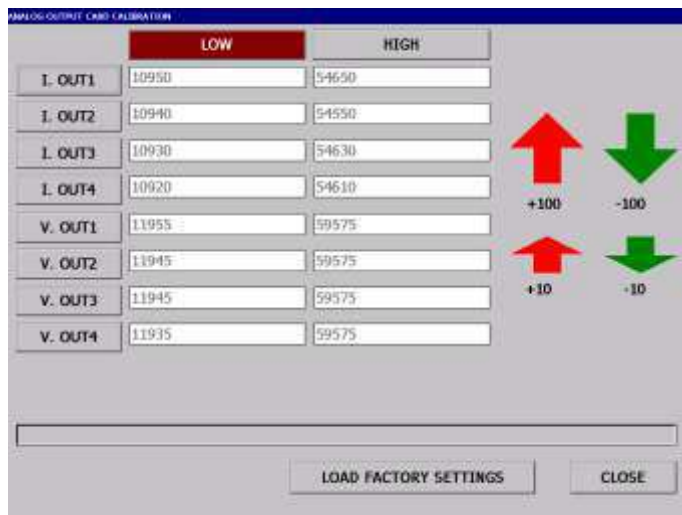 ANALOG OUTPUT CARD CALIBRATION
LOW HIGH
I. OUT1 10950 54650
I. OUT2 10940 54550
I. OUT3 10930 54630
I. OUT4 10920 54610
+100 -100
V. OUT1 11955 59575
V. OUT2 11945 59575
V. OUT3 11945 59575
+10 -10
V. OUT4 11935 59575
LOAD FACTORY SETTINGS CLOSE